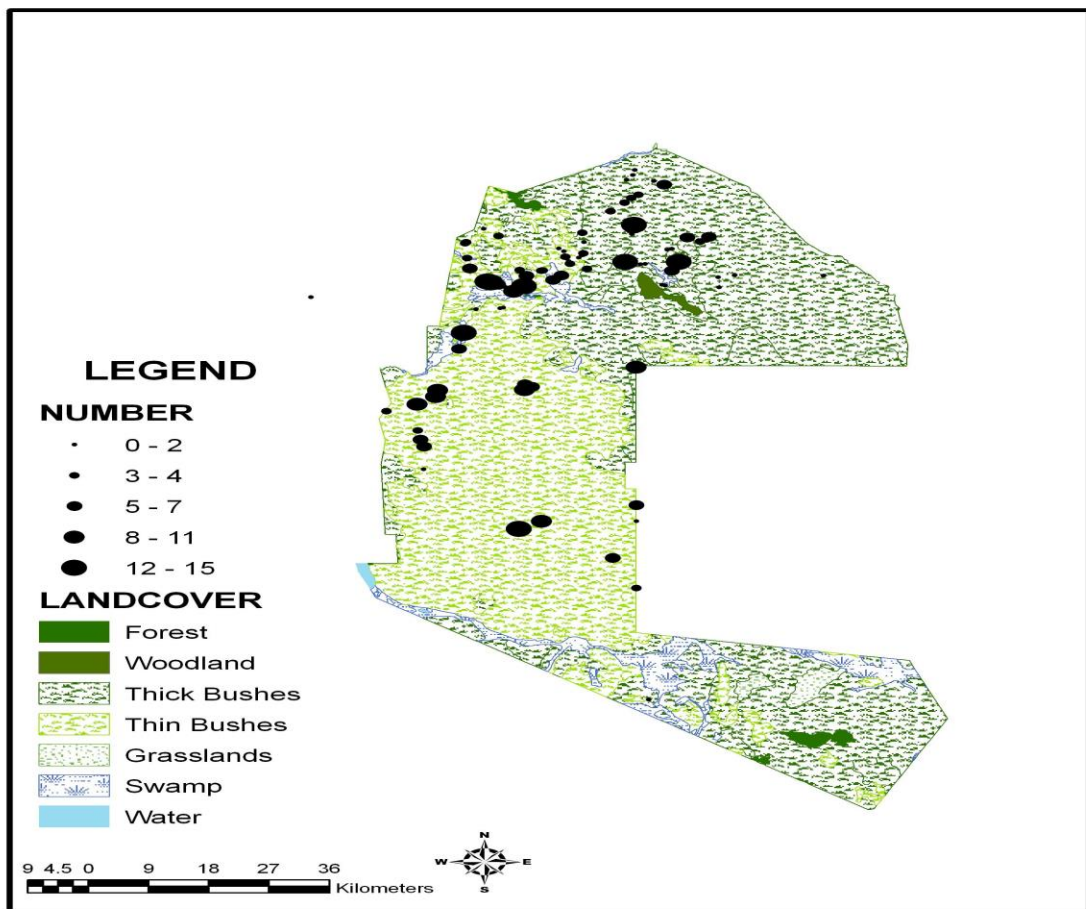 LEGEND
NUMBER
0 - 2
3 - 4
5 - 7
8 - 11
12 - 15
LANDCOVER
Forest
Woodland
Thick Bushes
Thin Bushes
Grasslands
Swamp
Water
N
W E
S
9 4.5 0 9 18 27 36
Kilometers